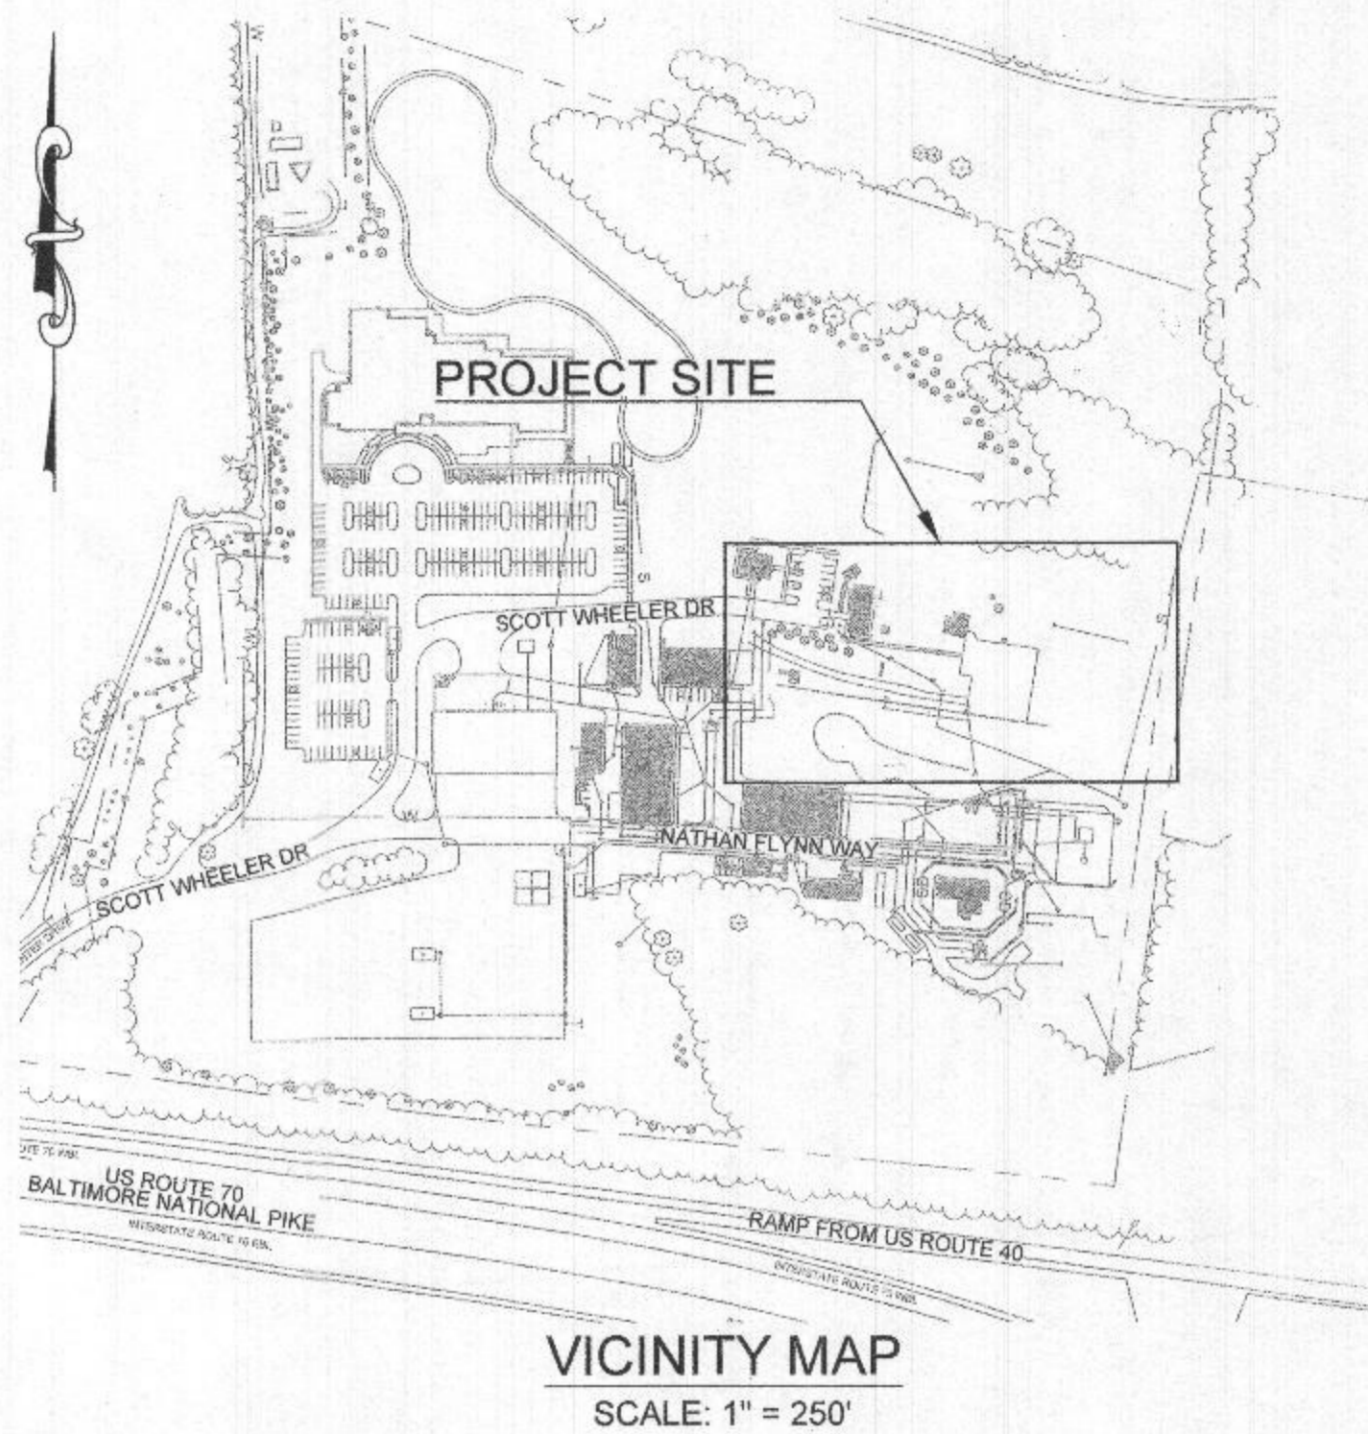 PROJECT SITE
SCOTT WHEELER DR
NATHAN FLYNN WAY
SCOTT WHEELER DR
US ROUTE 70
BALTIMORE NATIONAL PIKE
RAMP FROM US ROUTE 40
VICINITY MAP
SCALE: 1" = 250'